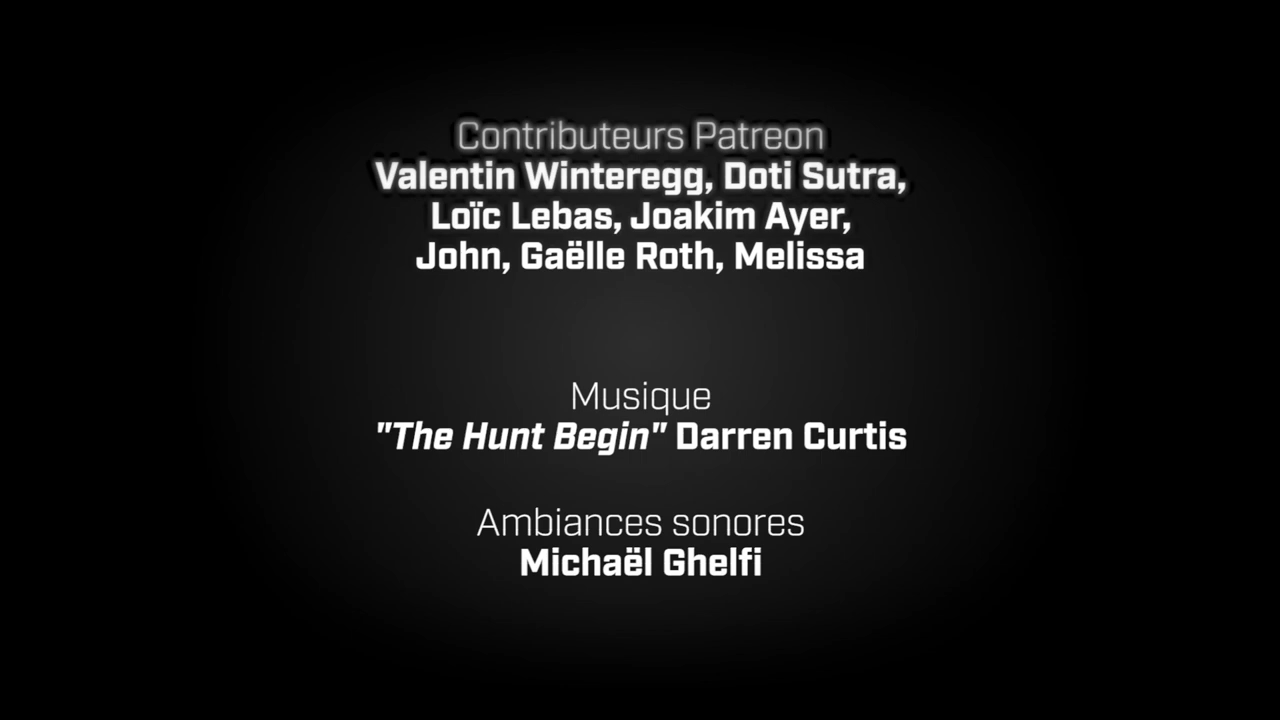 Contributeurs Patreon
Valentin Winteregg, Doti Sutra,
Loïc Lebas, Joakim Ayer,
John, Gaëlle Roth, Melissa
Musique
"The Hunt Begin" Darren Curtis
Ambiances sonores
Michaël Ghelfi